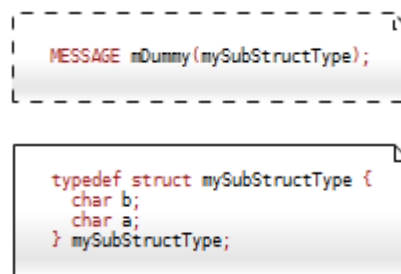 MESSAGE mDummy(mySubStructType);
typedef struct mySubStructType {
char b;
char a;
} mySubStructType;